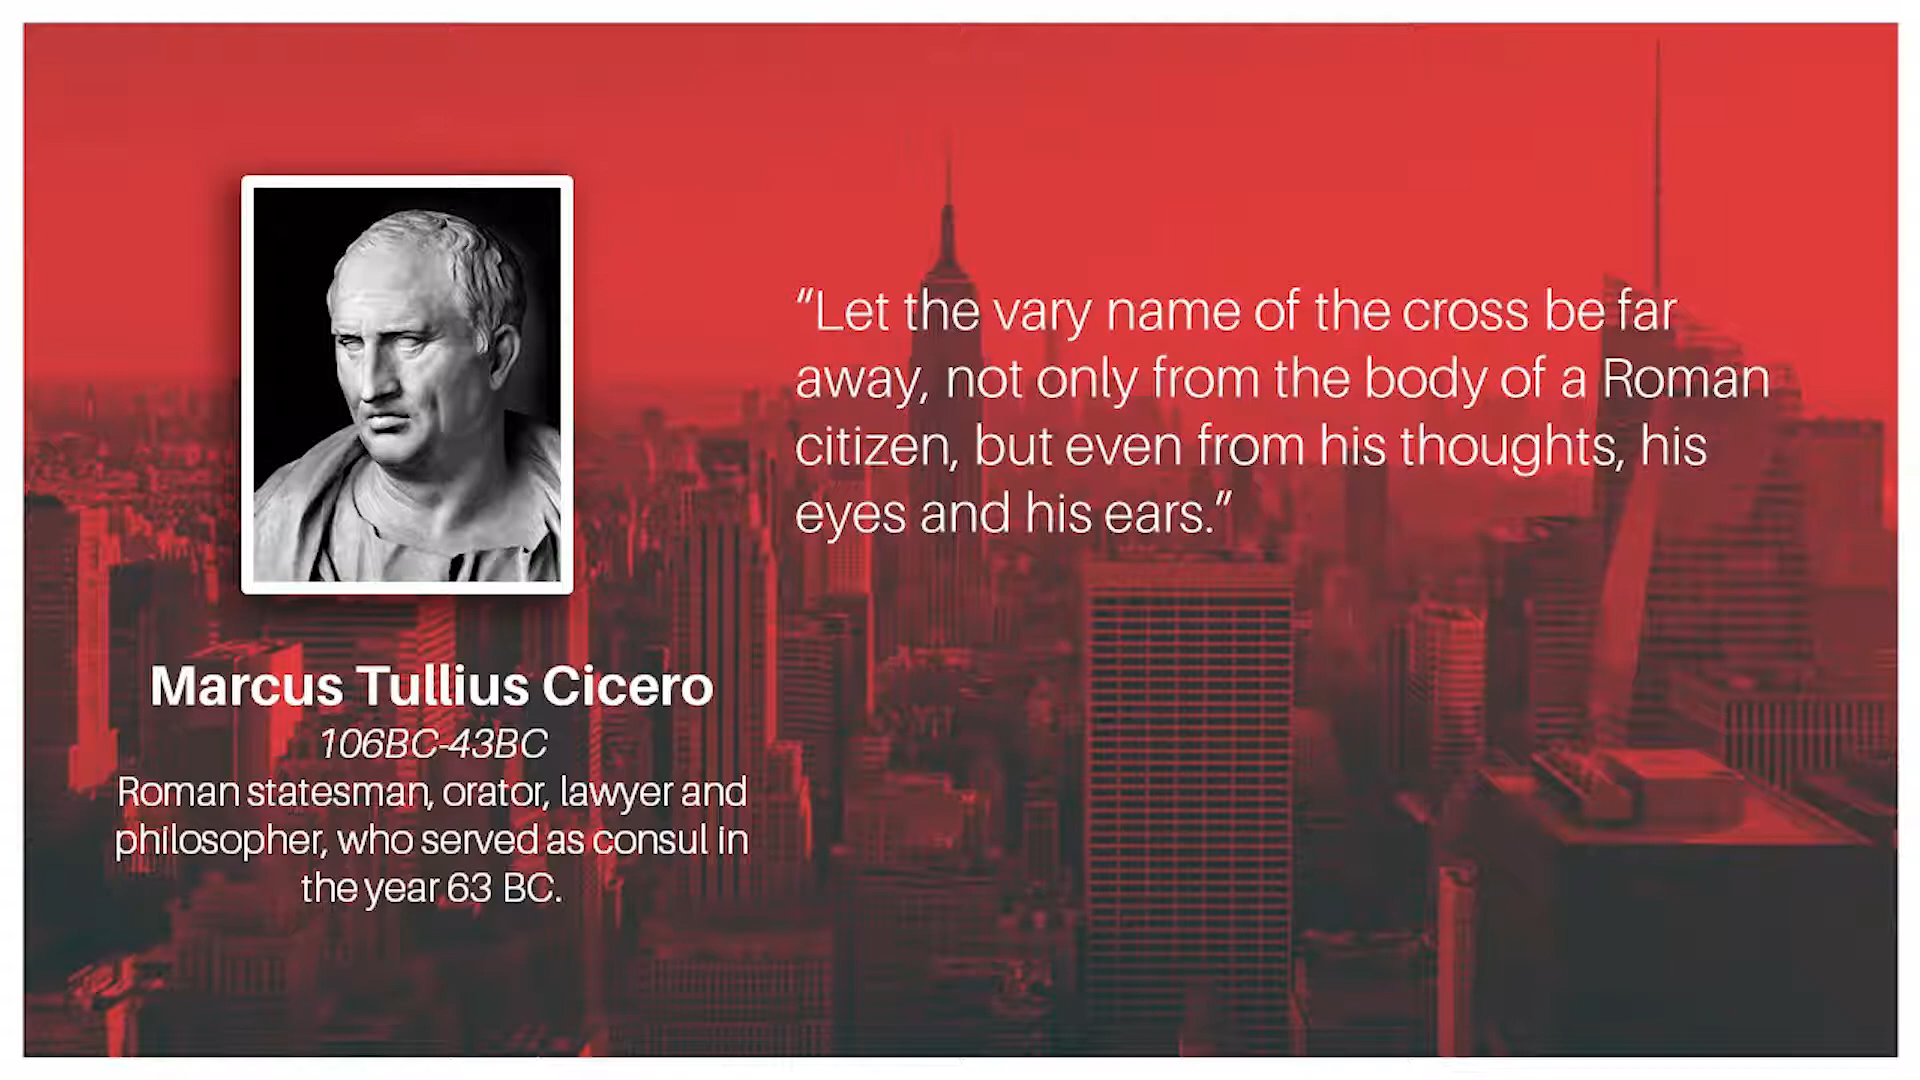 “Let the vary name of the cross be far
away, not only from the body of a Roman
citizen, but even from his thoughts, his
eyes and his ears.”
Marcus Tullius Cicero
106BC-43BC
Roman statesman, orator, lawyer and
philosopher, who served as consul in
the year 63 BC.